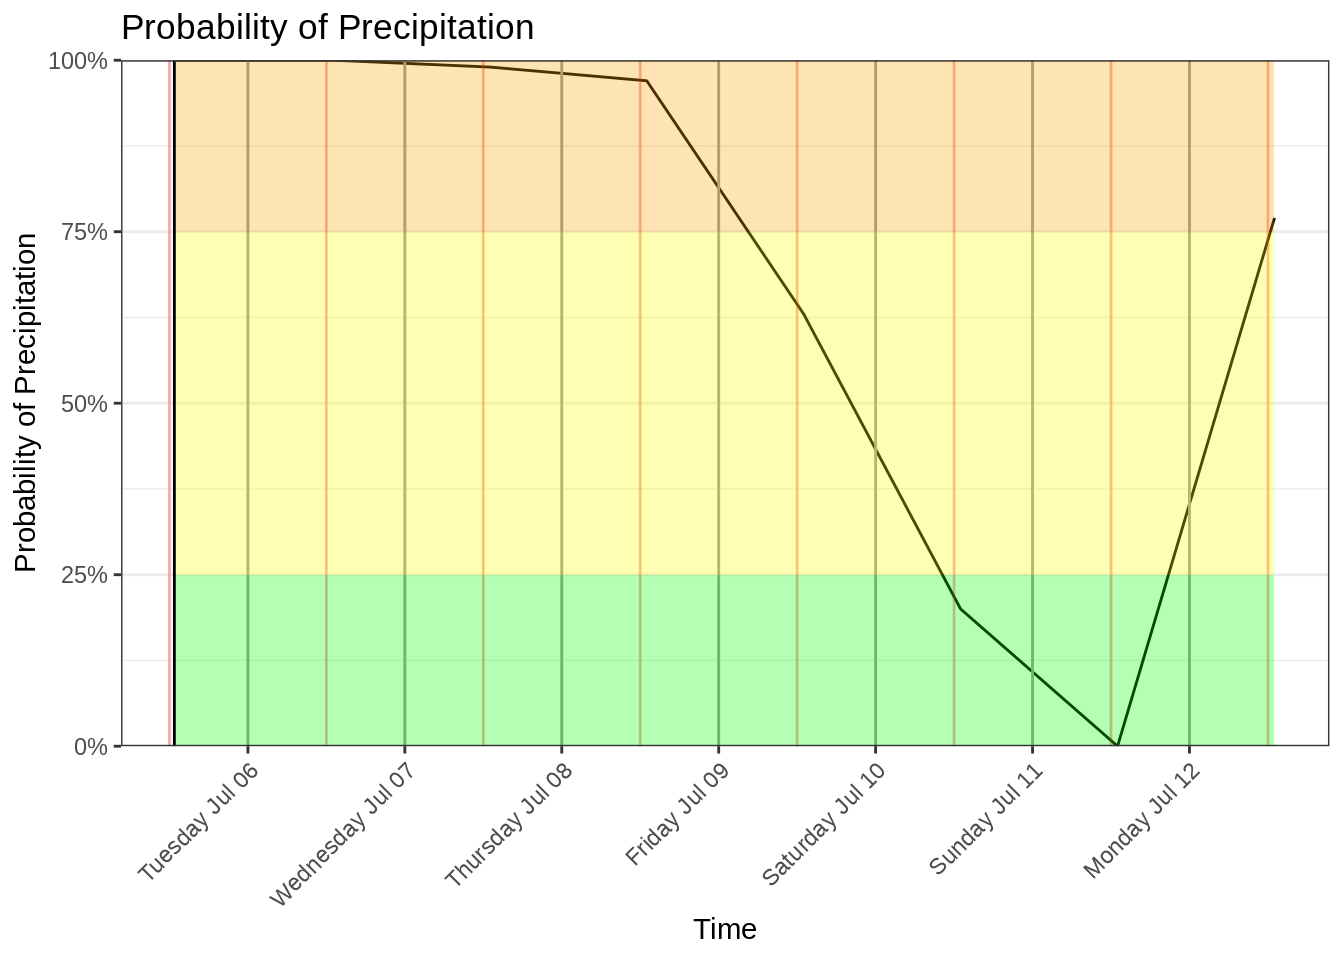 Probability of Precipitation
Probability of Precipitation
100%
75%
50%
25%
0%
Tuesday Jul 06
Wednesday Jul 07
Thursday Jul 08
Friday Jul 09
Saturday Jul 10
Sunday Jul 11
Monday Jul 12
Time